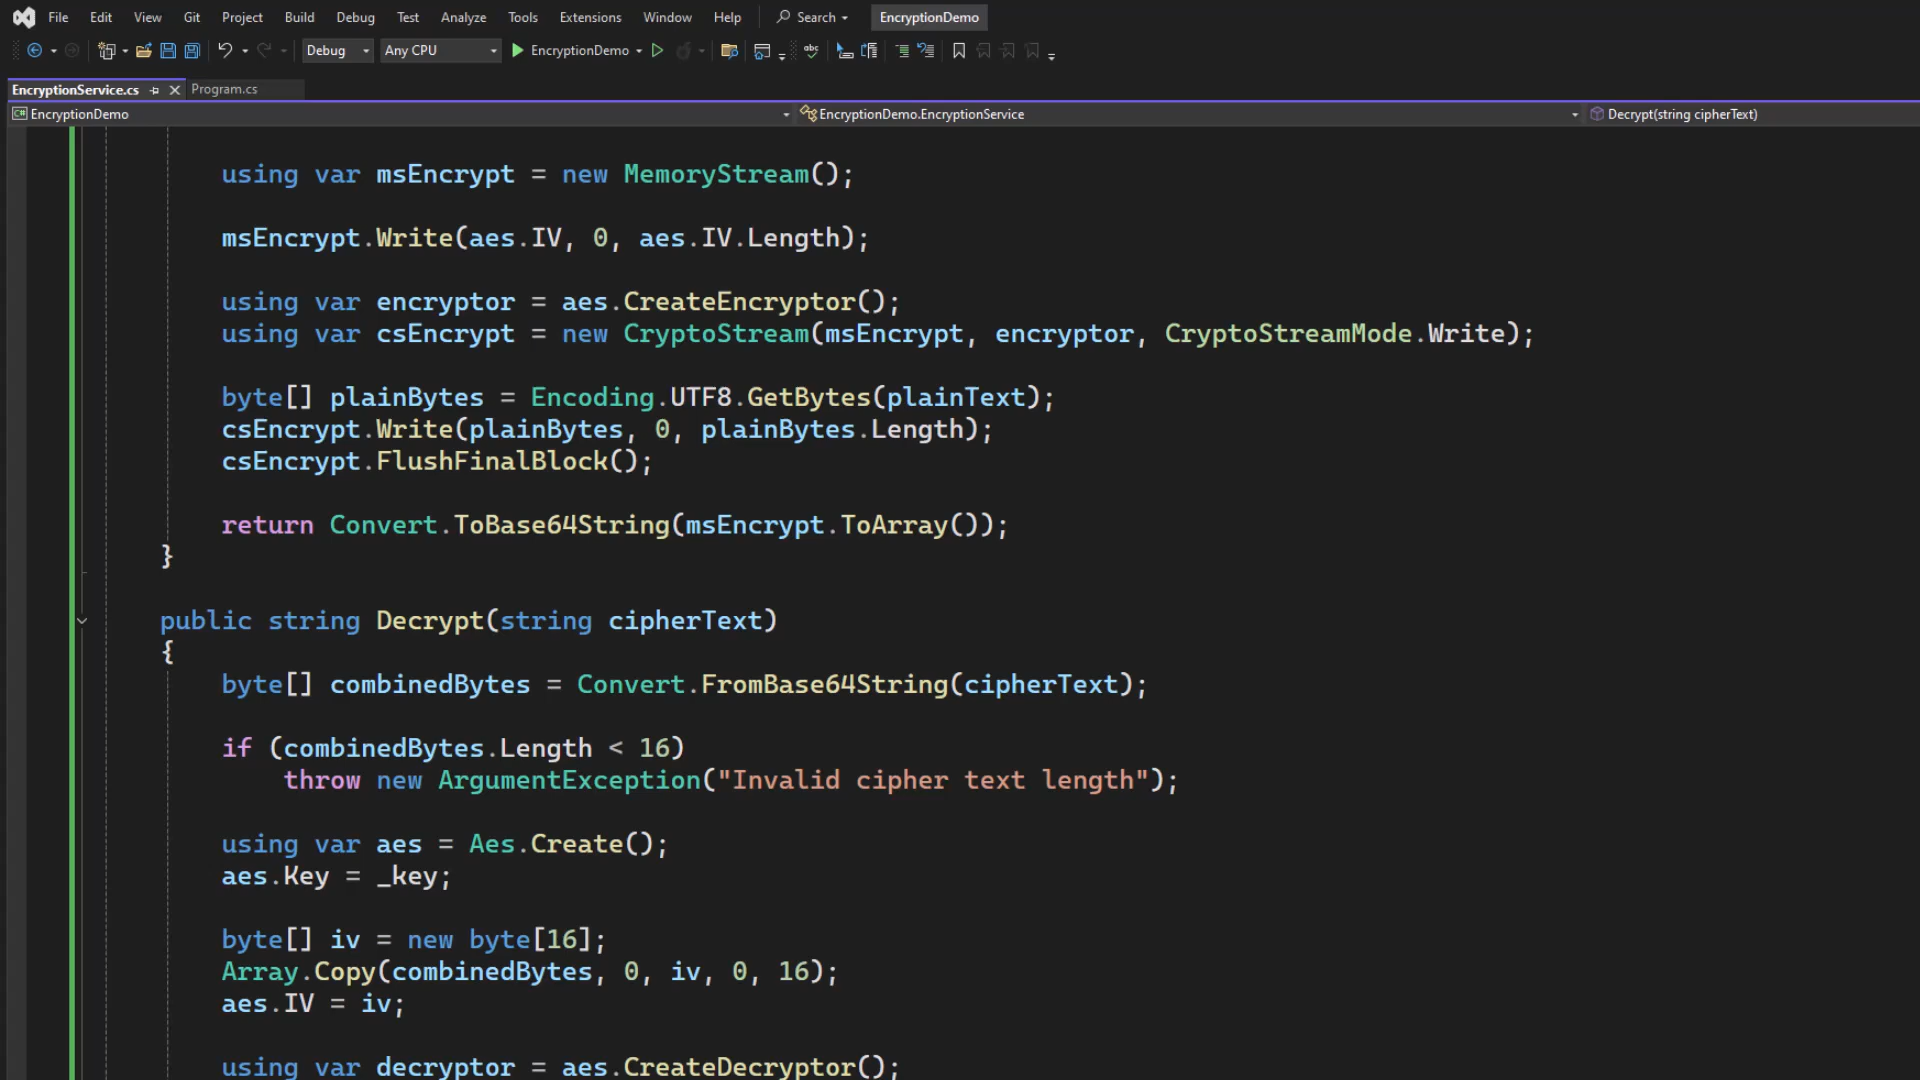 File Edit View Git Project Build Debug Test Analyze Tools Extensions Window Help Search EncryptionDemo
Debug Any CPU EncryptionDemo abc
EncryptionService.cs Program.cs
C# EncryptionDemo EncryptionDemo.EncryptionService Decrypt(string cipherText)
using var msEncrypt = new MemoryStream();
msEncrypt.Write(aes.IV, 0, aes.IV.Length);
using var encryptor = aes.CreateEncryptor();
using var csEncrypt = new CryptoStream(msEncrypt, encryptor, CryptoStreamMode.Write);
byte[] plainBytes = Encoding.UTF8.GetBytes(plainText);
csEncrypt.Write(plainBytes, 0, plainBytes.Length);
csEncrypt.FlushFinalBlock();
return Convert.ToBase64String(msEncrypt.ToArray());
}
public string Decrypt(string cipherText)
{
byte[] combinedBytes = Convert.FromBase64String(cipherText);
if (combinedBytes.Length < 16)
throw new ArgumentException("Invalid cipher text length");
using var aes = Aes.Create();
aes.Key = _key;
byte[] iv = new byte[16];
Array.Copy(combinedBytes, 0, iv, 0, 16);
aes.IV = iv;
using var decryptor = aes.CreateDecryptor();